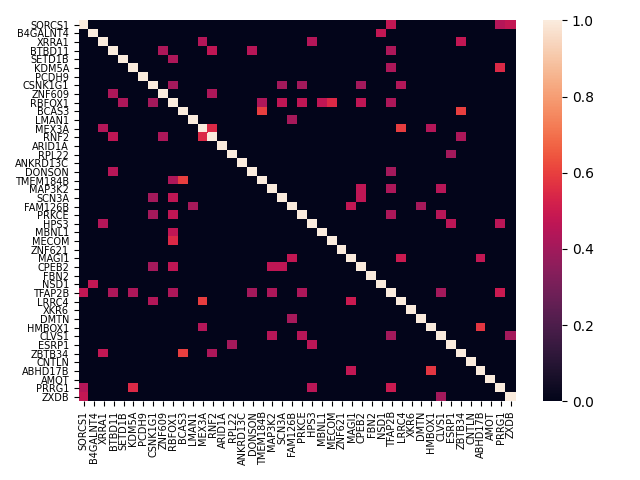 SORCS1
B4GALNT4
XRRA1
BTBD11
SETD1B
KDM5A
PCDH9
CSNK1G1
ZNF609
RBFOX1
BCAS3
LMAN1
MEX3A
RNF2
ARID1A
RPL22
ANKRD13C
DONSON
TMEM184B
MAP3K2
SCN3A
FAM126B
PRKCE
HPS3
MBNL1
MECOM
ZNF621
MAGI1
CPEB2
FBN2
NSD1
TFAP2B
LRRC4
XKR6
DMTN
HMBOX1
CLVS1
ESRP1
ZBTB34
CNTLN
ABHD17B
AMOT
PRRG1
ZXDB
SORCS1
B4GALNT4
XRRA1
BTBD11
SETD1B
KDM5A
PCDH9
CSNK1G1
ZNF609
RBFOX1
BCAS3
LMAN1
MEX3A
RNF2
ARID1A
RPL22
ANKRD13C
DONSON
TMEM184B
MAP3K2
SCN3A
FAM126B
PRKCE
HPS3
MBNL1
MECOM
ZNF621
MAGI1
CPEB2
FBN2
NSD1
TFAP2B
LRRC4
XKR6
DMTN
HMBOX1
CLVS1
ESRP1
ZBTB34
CNTLN
ABHD17B
AMOT
PRRG1
ZXDB
1.0
0.8
0.6
0.4
0.2
0.0